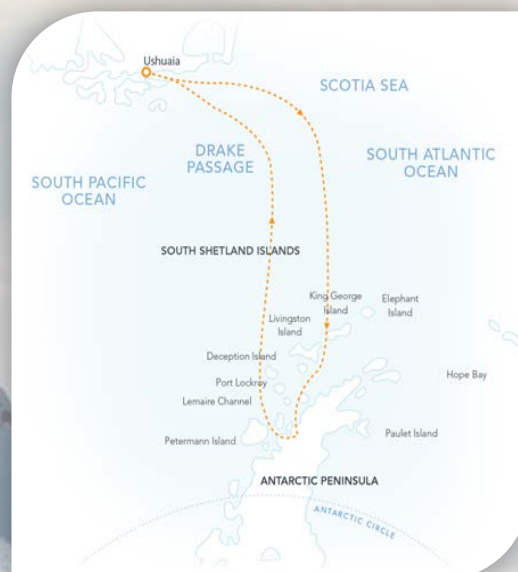 Ushuaia
SCOTIA SEA
DRAKE
PASSAGE
SOUTH ATLANTIC
OCEAN
SOUTH PACIFIC
OCEAN
SOUTH SHETLAND ISLANDS
King George
Island
Elephant
Island
Livingston
Island
Deception Island
Port Lockroy
Lemaire Channel
Hope Bay
Petermann Island
Paulet Island
ANTARCTIC PENINSULA
ANTARCTIC CIRCLE